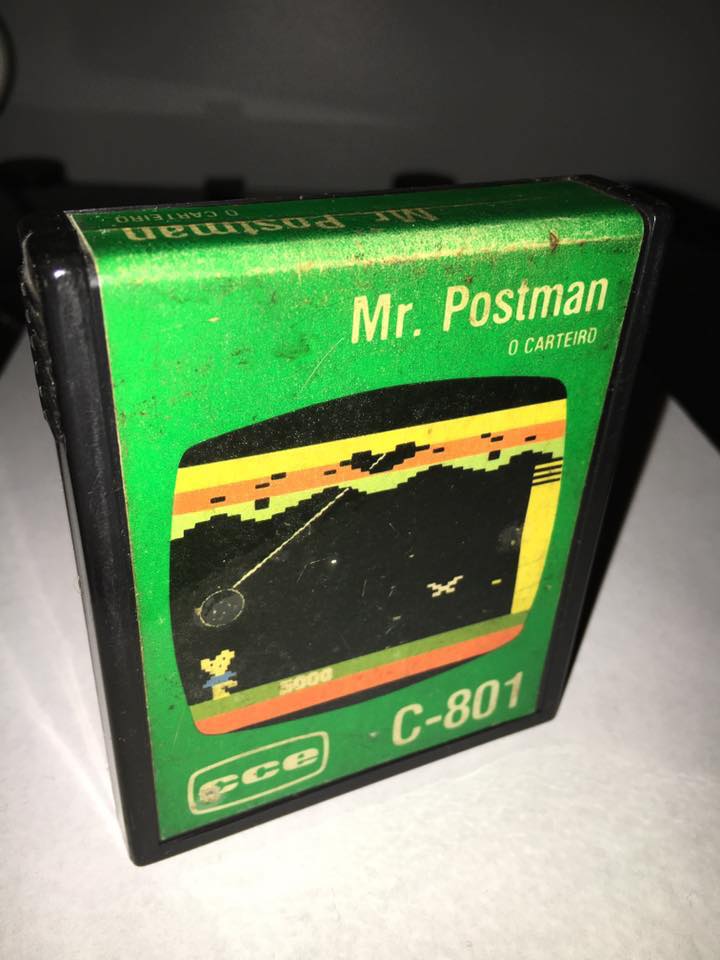 Mr. Postman
O CARTEIRO
Mr. Postman
O CARTEIRO
5000
C-801
cce